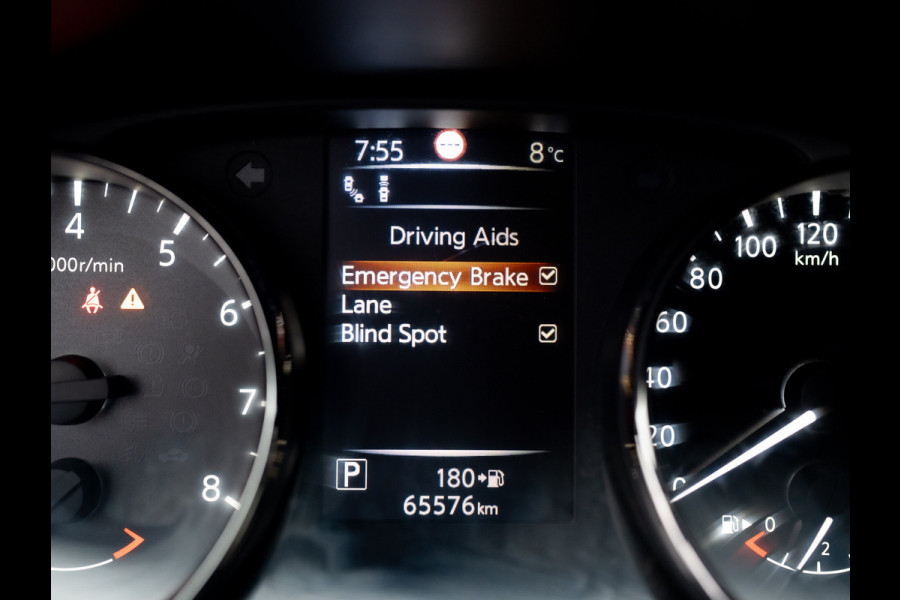 7:55
8°C
Driving Aids
Emergency Brake
Lane
Blind Spot
P
180
65576km
4
5
6
7
8
000r/min
0
20
40
60
80
100
120
km/h
0
2